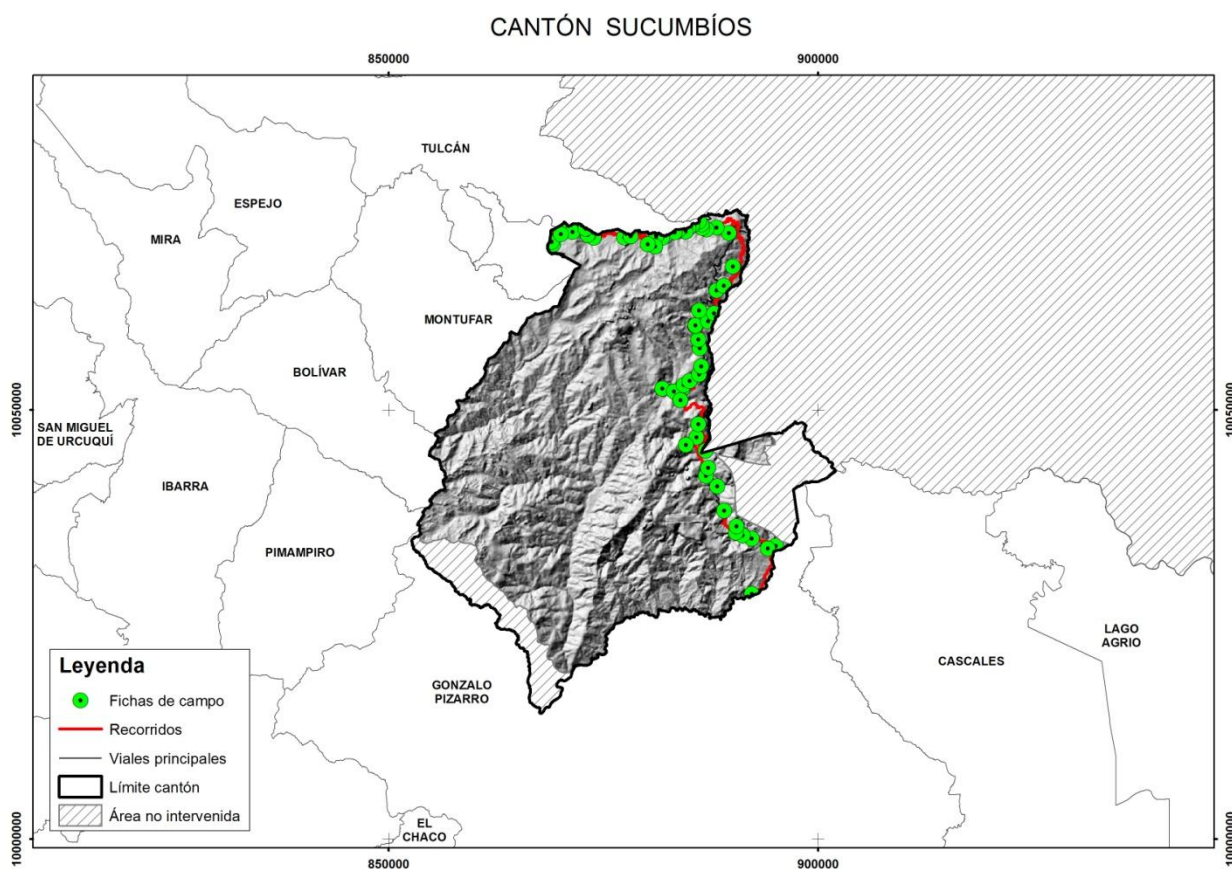 CANTÓN SUCUMBÍOS
850000
900000
TULCÁN
ESPEJO
MIRA
MONTUFAR
BOLÍVAR
10050000
10050000
SAN MIGUEL
DE URCUQUÍ
IBARRA
PIMAMPIRO
LAGO
AGRIO
CASCALES
GONZALO
PIZARRO
Leyenda
Fichas de campo
Recorridos
Viales principales
Límite cantón
Área no intervenida
EL
CHACO
10000000
10000000
850000
900000